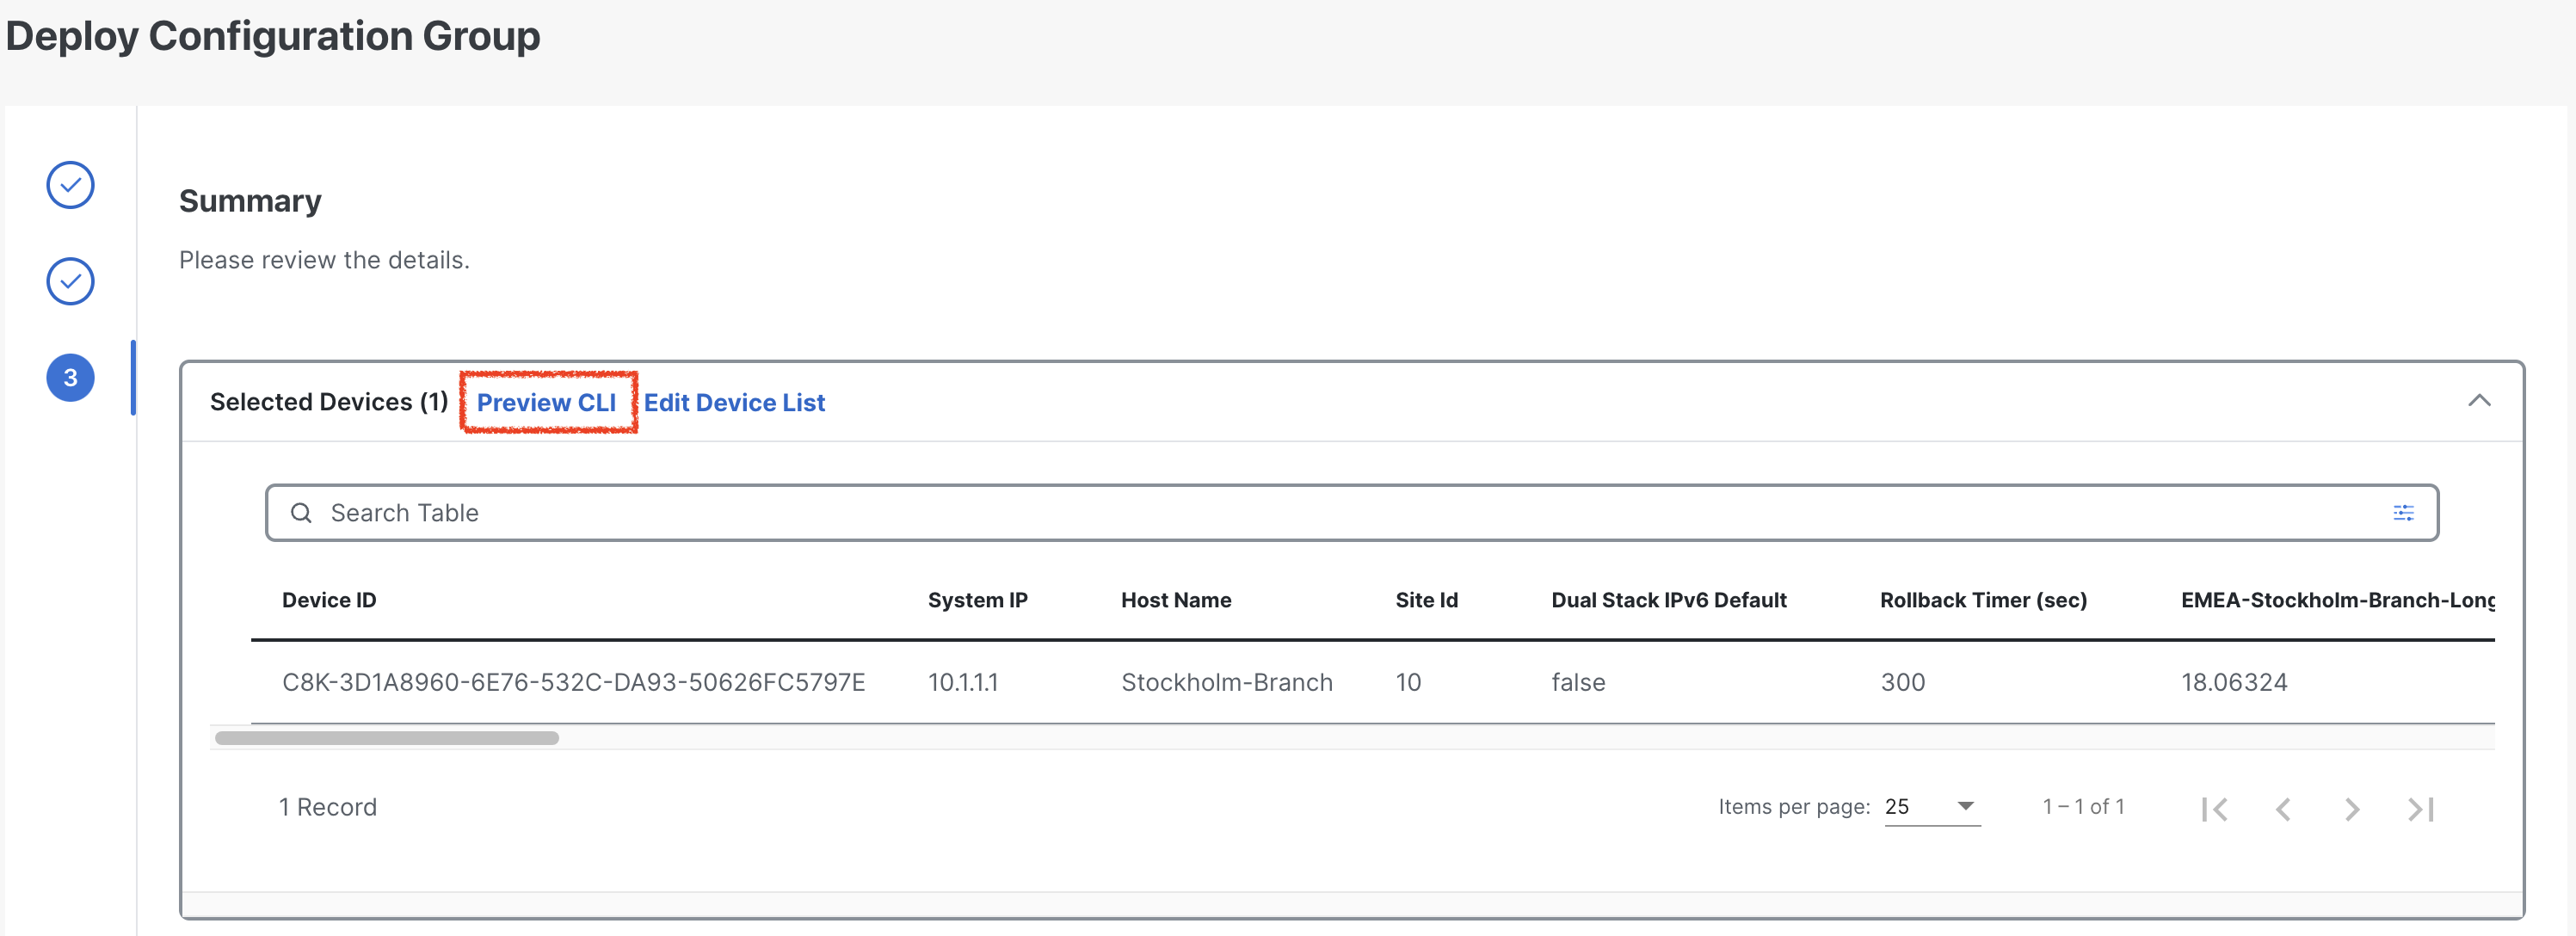 Deploy Configuration Group
Summary
Please review the details.
3
Selected Devices (1) Preview CLI Edit Device List
Search Table
Device ID System IP Host Name Site Id Dual Stack IPv6 Default Rollback Timer (sec) EMEA-Stockholm-Branch-Long
C8K-3D1A8960-6E76-532C-DA93-50626FC5797E 10.1.1.1 Stockholm-Branch 10 false 300 18.06324
1 Record Items per page: 25 1 – 1 of 1